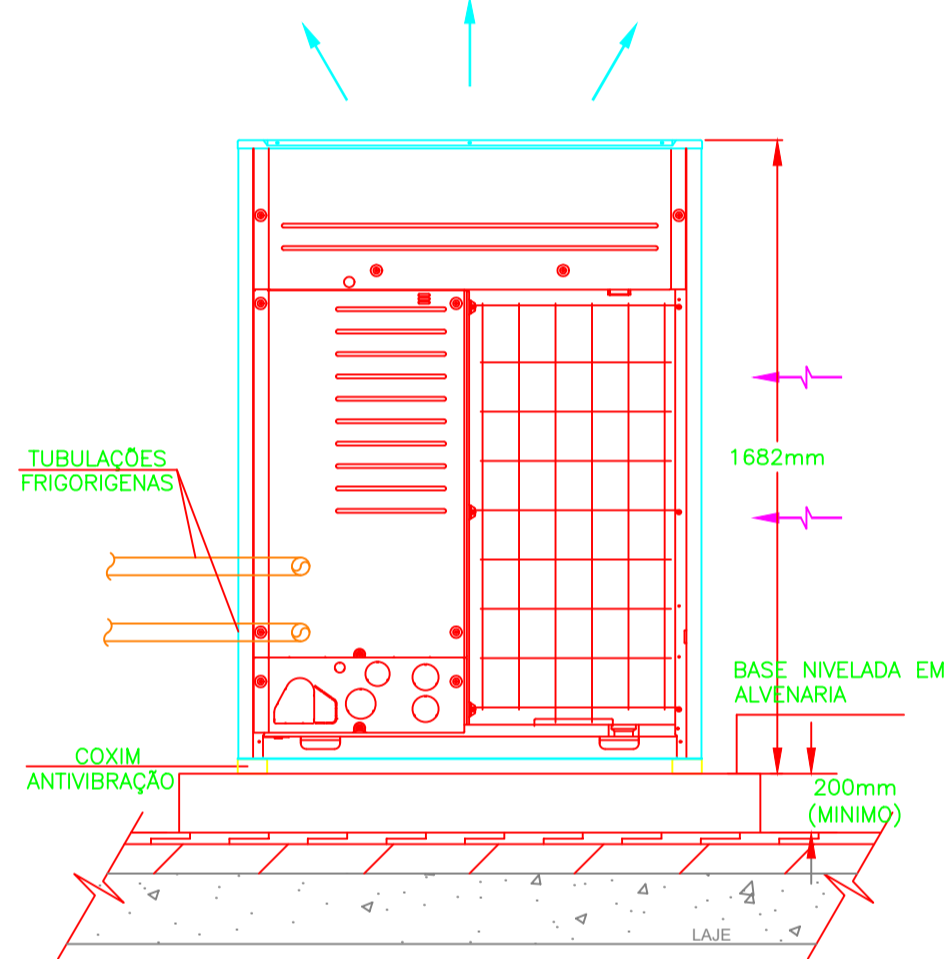 TUBULAÇÕES
FRIGORIGENAS
1682mm
BASE NIVELADA EM
ALVENARIA
COXIM
ANTIVIBRAÇÃO
200mm
(MINIMO)
LAJE